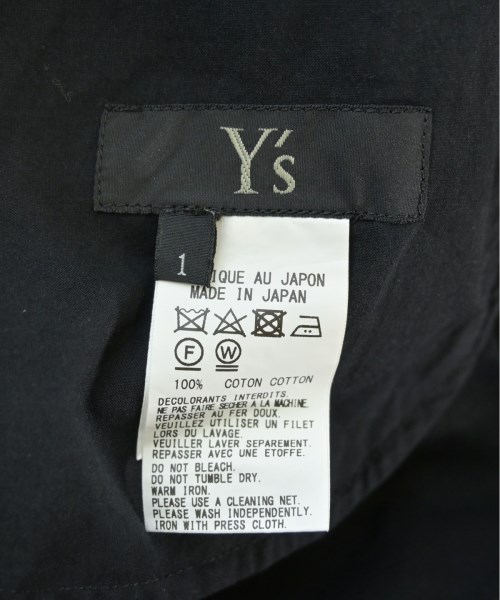 Y's
1
IQUE AU JAPON
MADE IN JAPAN
F W
100% COTON COTTON
DECOLORANTS INTERDITS.
NE PAS FAIRE SECHER A LA MACHINE.
REPASSER AU FER DOUX.
VEUILLEZ UTILISER UN FILET
LORS DU LAVAGE.
VEUILLER LAVER SEPAREMENT.
REPASSER AVEC UNE ETOFFE.
DO NOT BLEACH.
DO NOT TUMBLE DRY.
WARM IRON.
PLEASE USE A CLEANING NET.
PLEASE WASH INDEPENDENTLY.
IRON WITH PRESS CLOTH.